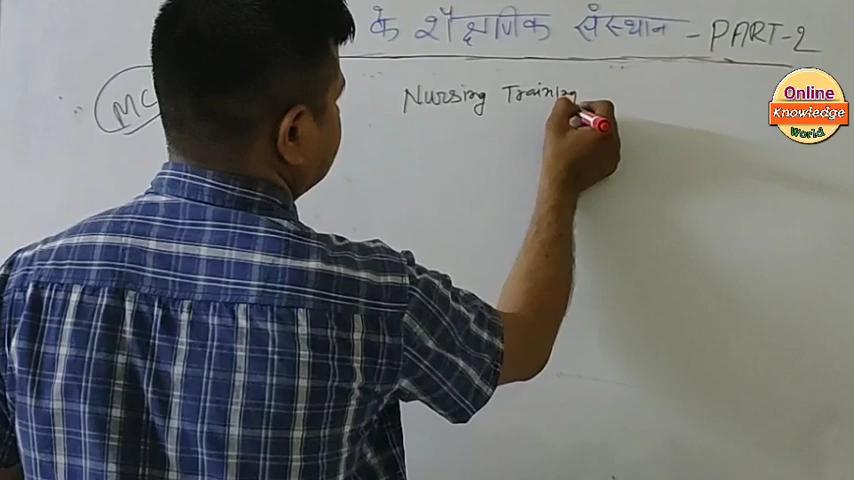 के शैक्षणिक संस्थान - PART-2
MC
Nursing Training
Online
Knowledge
World